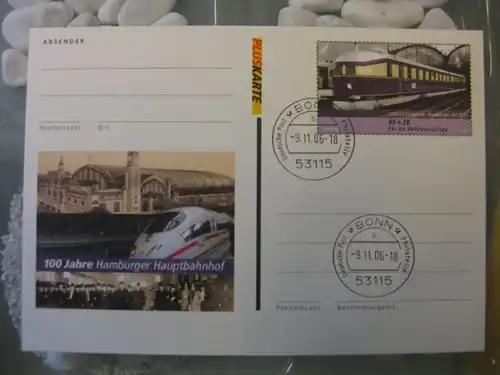 ABSENDER
PLUSKARTE
Postleitzahl Ort
45+20
Für die Wohlfahrtspflege
BONN
s
-9.11.06-18
Deutsche Post Philatelie
53115
100 Jahre Hamburger Hauptbahnhof
BONN
s
-9.11.06-18
Deutsche Post Philatelie
53115
Postleitzahl Bestimmungsort